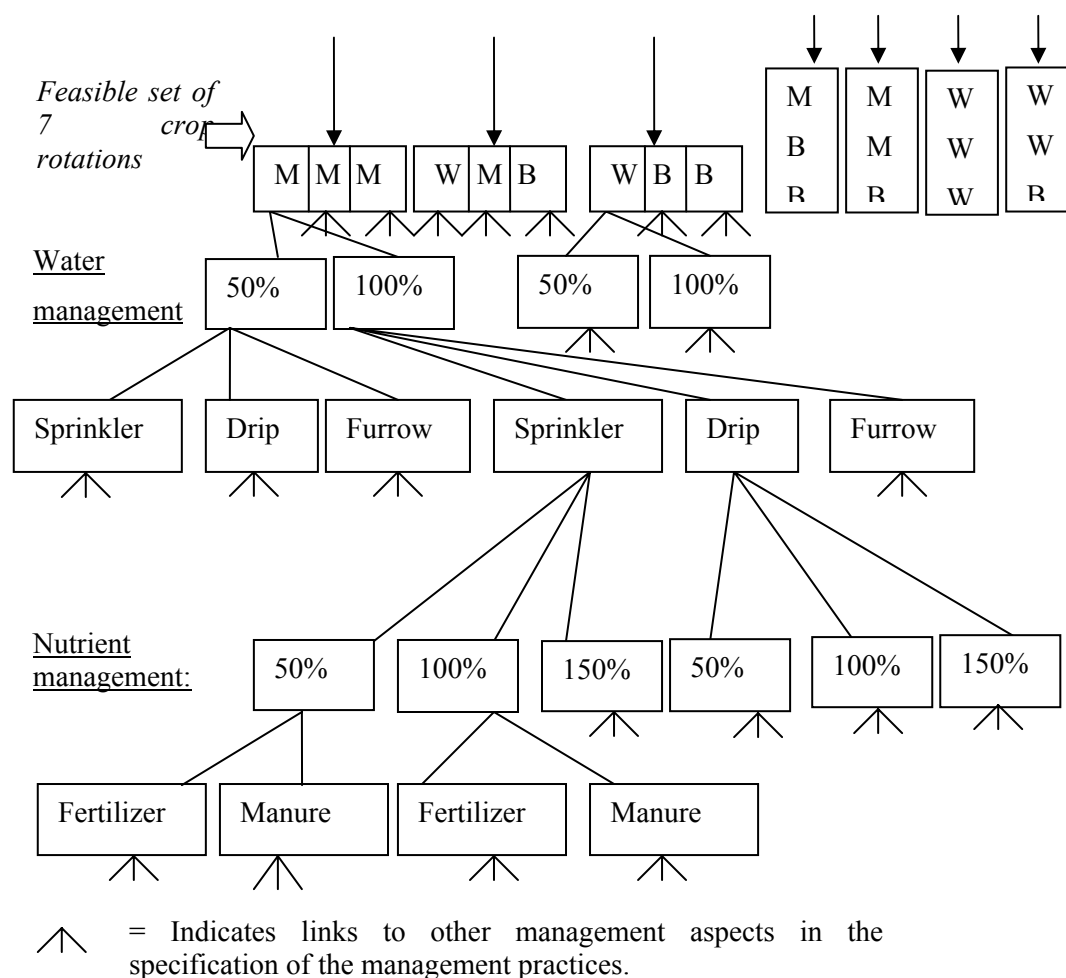 Feasible set of
7 crop
rotations
M M M
W M B
W B B
M
B
B
M
M
B
W
W
W
W
W
B
Water
management
50%
100%
50%
100%
Sprinkler
Drip
Furrow
Sprinkler
Drip
Furrow
Nutrient
management:
50%
100%
150%
50%
100%
150%
Fertilizer
Manure
Fertilizer
Manure
= Indicates links to other management aspects in the
specification of the management practices.